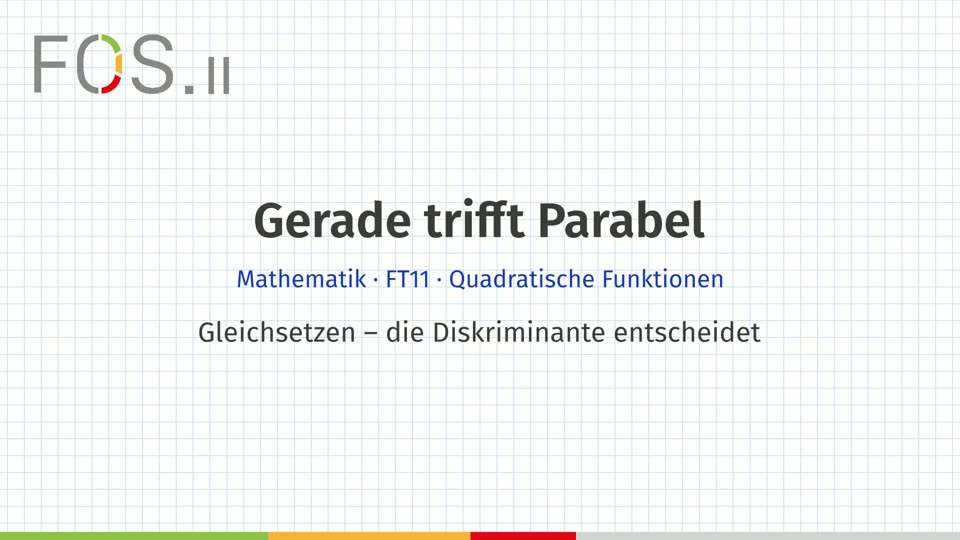 FOS.II
Gerade trifft Parabel
Mathematik · FT11 · Quadratische Funktionen
Gleichsetzen – die Diskriminante entscheidet